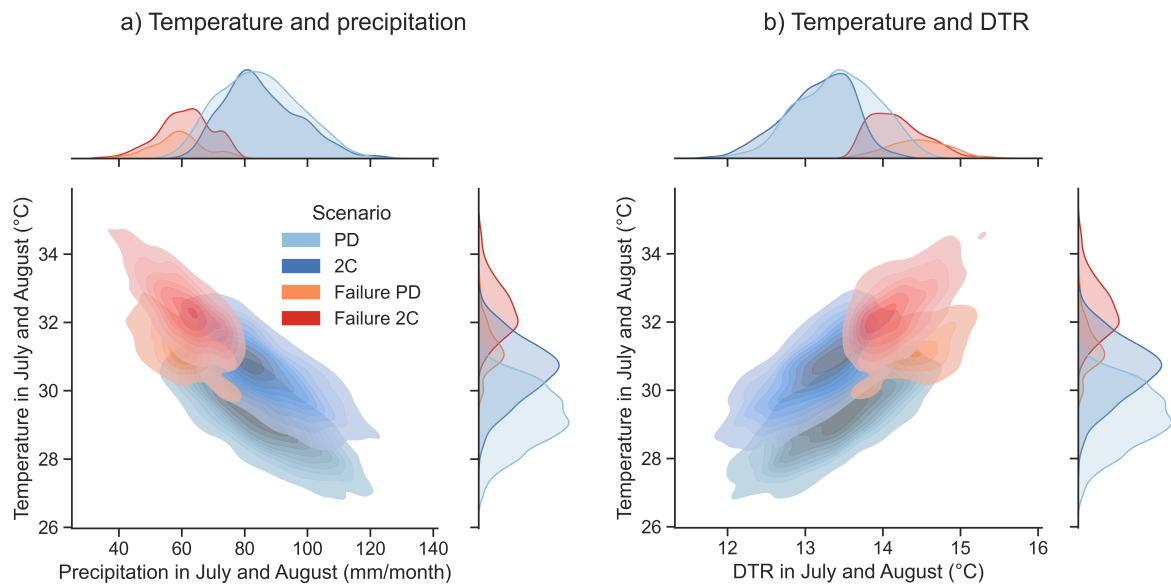 a) Temperature and precipitation
b) Temperature and DTR
Temperature in July and August (°C)
34
32
30
28
26
Scenario
PD
2C
Failure PD
Failure 2C
40 60 80 100 120 140
Precipitation in July and August (mm/month)
Temperature in July and August (°C)
34
32
30
28
26
12 13 14 15 16
DTR in July and August (°C)